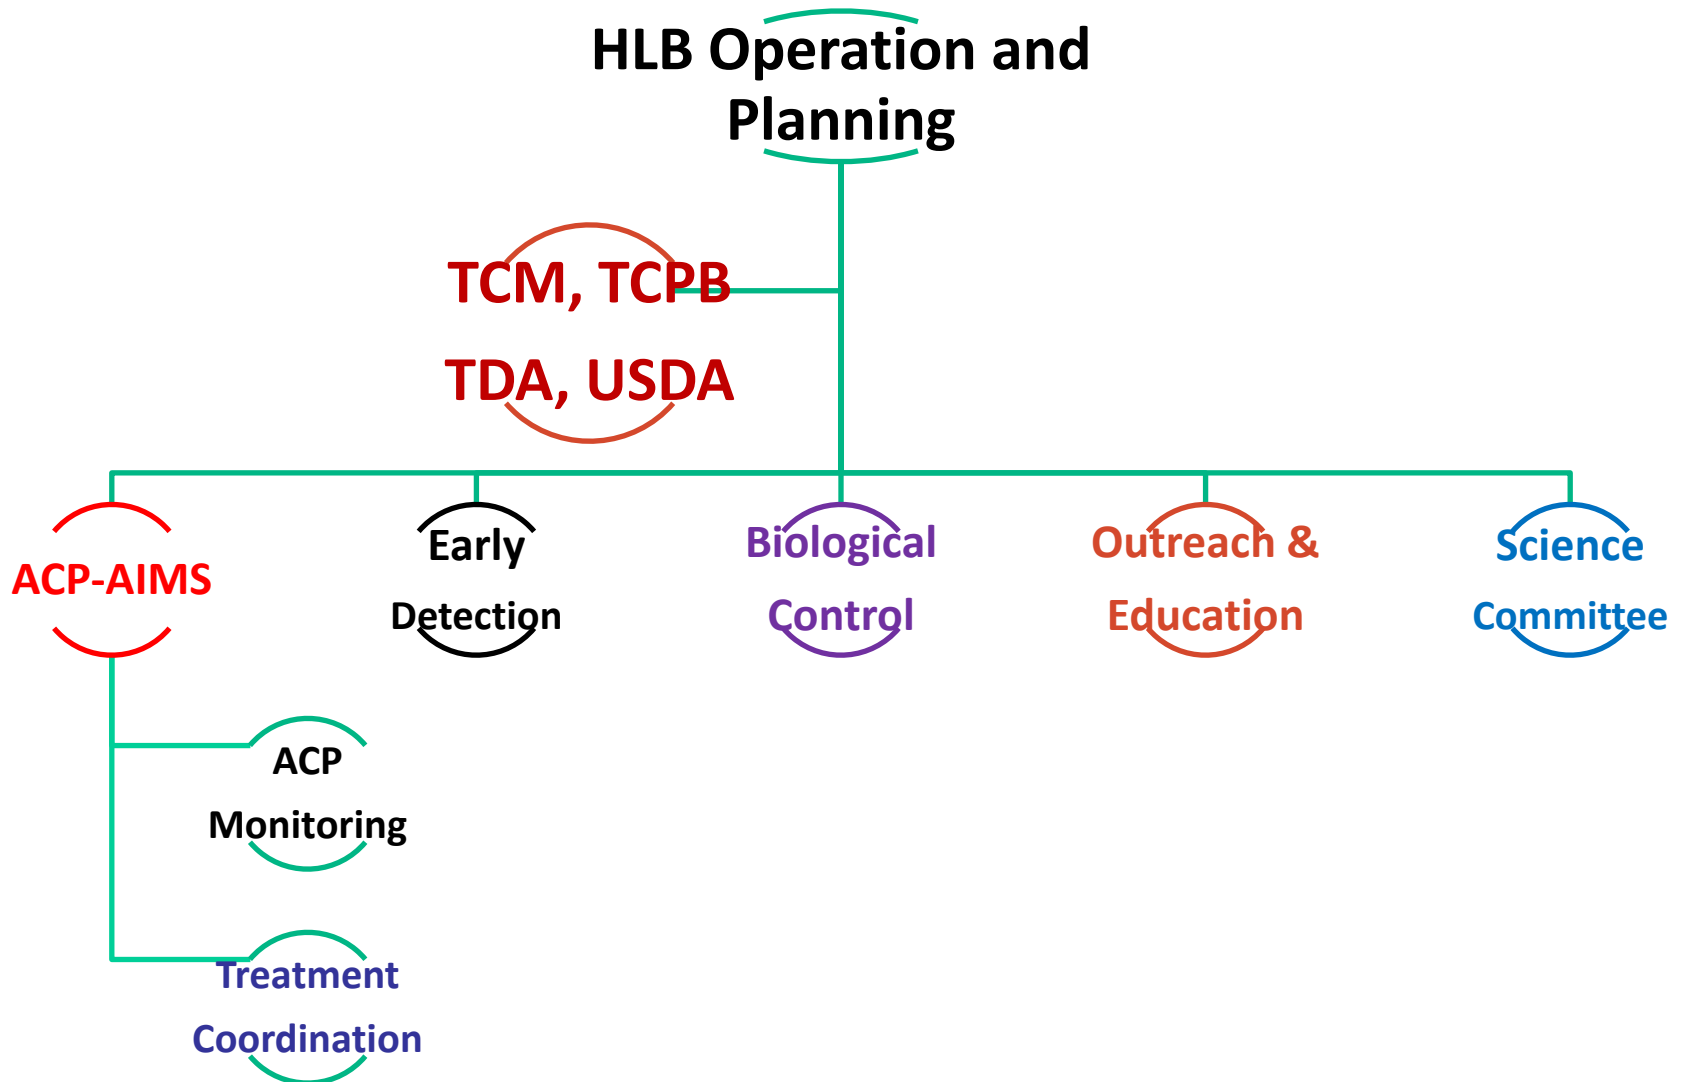 HLB Operation and
Planning
TCM, TCPB
TDA, USDA
ACP-AIMS
Early
Detection
Biological
Control
Outreach &
Education
Science
Committee
ACP
Monitoring
Treatment
Coordination